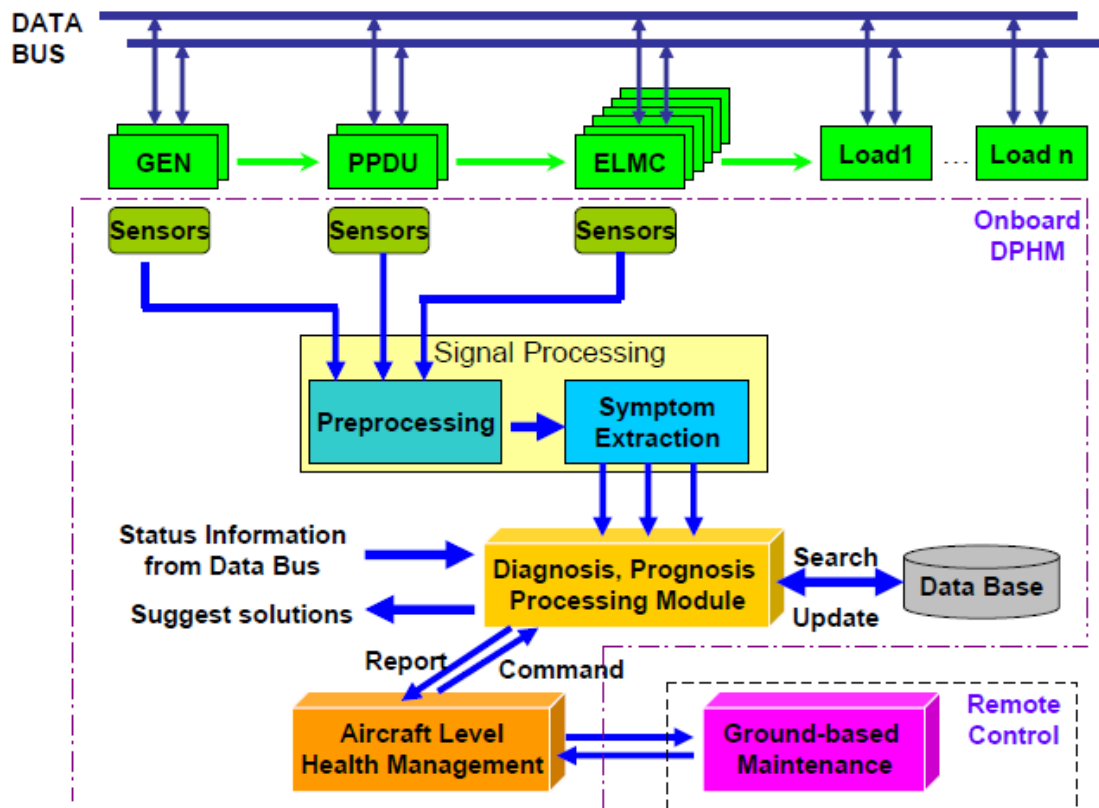 DATA
BUS
GEN
PPDU
ELMC
Load1
...
Load n
Sensors
Sensors
Sensors
Onboard
DPHM
Signal Processing
Preprocessing
Symptom
Extraction
Status Information
from Data Bus
Suggest solutions
Diagnosis, Prognosis
Processing Module
Search
Update
Data Base
Report
Command
Aircraft Level
Health Management
Ground-based
Maintenance
Remote
Control